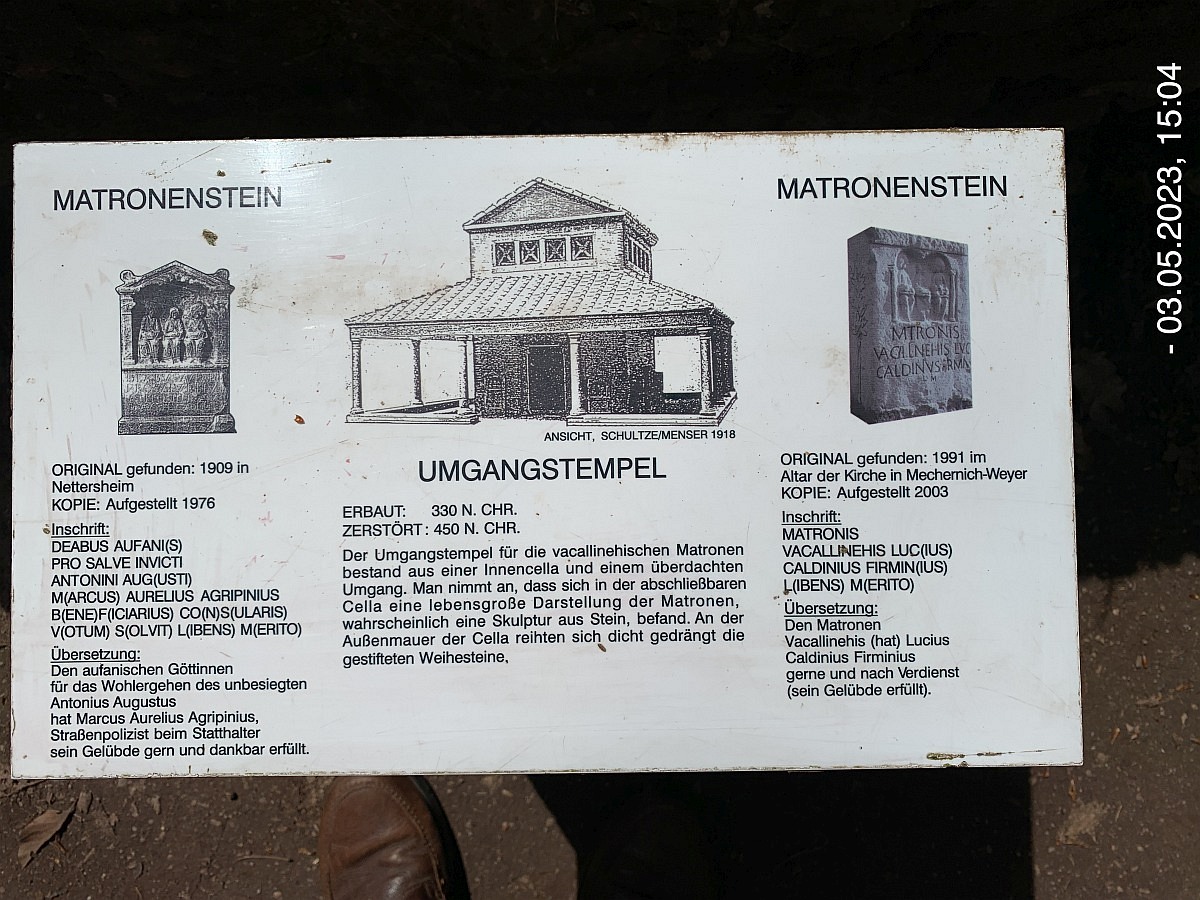 MATRONENSTEIN
ORIGINAL gefunden: 1909 in
Nettersheim
KOPIE: Aufgestellt 1976
Inschrift:
DEABUS AUFANI(S)
PRO SALVE INVICTI
ANTONINI AUG(USTI)
M(ARCUS) AURELIUS AGRIPINIUS
B(ENE)F(ICIARIUS) CO(N)S(ULARIS)
V(OTUM) S(OLVIT) L(IBENS) M(ERITO)
Übersetzung:
Den aufanischen Göttinnen
für das Wohlergehen des unbesiegten
Antonius Augustus
hat Marcus Aurelius Agripinius,
Straßenpolizist beim Statthalter
sein Gelübde gern und dankbar erfüllt.
ANSICHT, SCHULTZE/MENSER 1918
UMGANGSTEMPEL
ERBAUT: 330 N. CHR.
ZERSTÖRT: 450 N. CHR.
Der Umgangstempel für die vacallinehischen Matronen
bestand aus einer Innencella und einem überdachten
Umgang. Man nimmt an, dass sich in der abschließbaren
Cella eine lebensgroße Darstellung der Matronen,
wahrscheinlich eine Skulptur aus Stein, befand. An der
Außenmauer der Cella reihten sich dicht gedrängt die
gestifteten Weihesteine.
MATRONENSTEIN
MTRONIS
VACLLNEHIS LVC
CALDINVS FIRMIN
ORIGINAL gefunden: 1991 im
Altar der Kirche in Mechernich-Weyer
KOPIE: Aufgestellt 2003
Inschrift:
MATRONIS
VACALLINEHIS LUC(IUS)
CALDINIUS FIRMIN(IUS)
L(IBENS) M(ERITO)
Übersetzung:
Den Matronen
Vacallinehis (hat) Lucius
Caldinius Firminius
gerne und nach Verdienst
(sein Gelübde erfüllt).
- 03.05.2023, 15:04